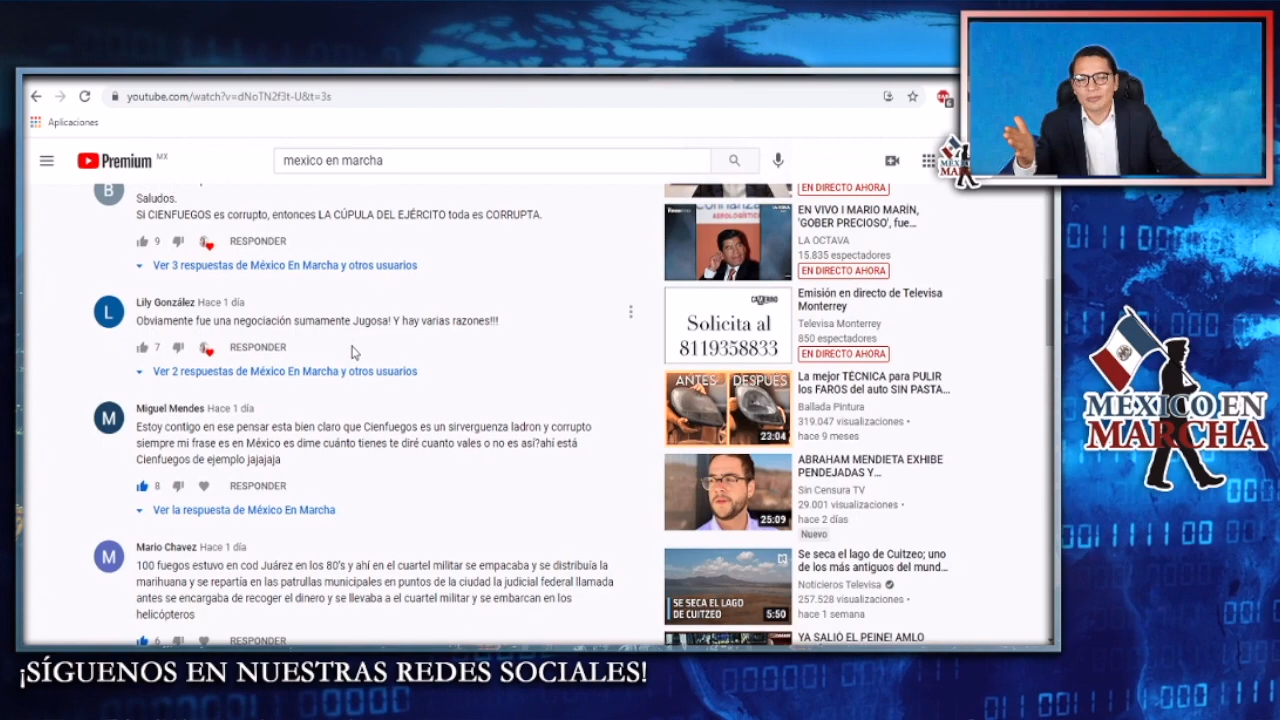 youtube.com/watch?v=dNoTN2f3t-U&t=3s
Aplicaciones
Premium MX
mexico en marcha
B
Saludos.
Si CIENFUEGOS es corrupto, entonces LA CÚPULA DEL EJÉRCITO toda es CORRUPTA.
9 RESPONDER
Ver 3 respuestas de México En Marcha y otros usuarios
L
Lily González Hace 1 día
Obviamente fue una negociación sumamente Jugosa! Y hay varias razones!!!
7 RESPONDER
Ver 2 respuestas de México En Marcha y otros usuarios
M
Miguel Mendes Hace 1 día
Estoy contigo en ese pensar esta bien claro que Cienfuegos es un sirverguenza ladron y corrupto
siempre mi frase es en México es dime cuánto tienes te diré cuanto vales o no es así?ahí está
Cienfuegos de ejemplo jajajaja
8 RESPONDER
Ver la respuesta de México En Marcha
M
Mario Chavez Hace 1 día
100 fuegos estuvo en cod Juárez en los 80's y ahí en el cuartel militar se empacaba y se distribuía la
marihuana y se repartía en las patrullas municipales en puntos de la ciudad la judicial federal llamada
antes se encargaba de recoger el dinero y se llevaba a el cuartel militar y se embarcan en los
helicópteros
6 RESPONDER
EN DIRECTO AHORA
EN VIVO I MARIO MARÍN,
'GOBER PRECIOSO', fue...
LA OCTAVA
15.835 espectadores
EN DIRECTO AHORA
Solicita al
8119358833
Emisión en directo de Televisa
Monterrey
Televisa Monterrey
850 espectadores
EN DIRECTO AHORA
ANTES DESPUÉS
23:04
La mejor TÉCNICA para PULIR
los FAROS del auto SIN PASTA...
Ballada Pintura
319.047 visualizaciones •
hace 9 meses
25:09
ABRAHAM MENDIETA EXHIBE
PENDEJADAS Y...
Sin Censura TV
29.001 visualizaciones •
hace 2 días
Nuevo
SE SECA EL LAGO
DE CUITZEO
5:50
Se seca el lago de Cuitzeo; uno
de los más antiguos del mund...
Noticieros Televisa
257.528 visualizaciones •
hace 1 semana
YA SALIÓ EL PEINE! AMLO
MÉXICO EN
MARCHA
¡SÍGUENOS EN NUESTRAS REDES SOCIALES!